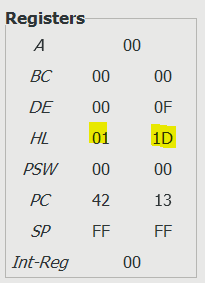 Registers
A 00
BC 00 00
DE 00 0F
HL 01 1D
PSW 00 00
PC 42 13
SP FF FF
Int-Reg 00